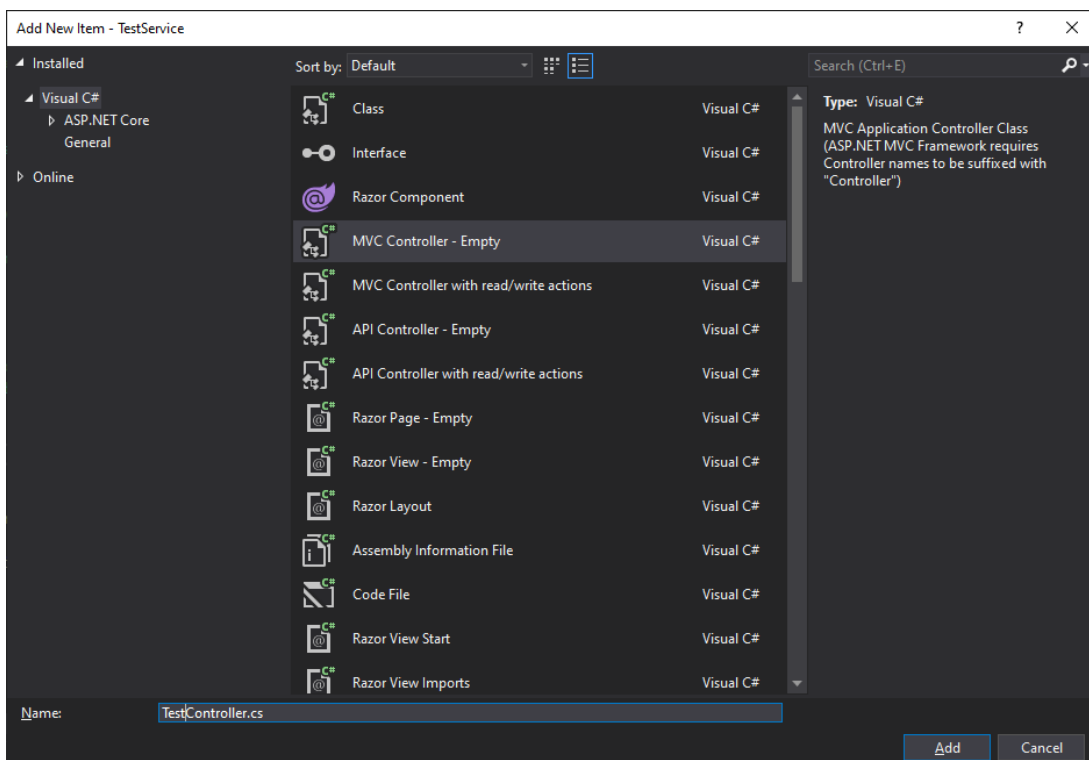 Add New Item - TestService
?
Installed
Visual C#
ASP.NET Core
General
Online
Sort by: Default
Search (Ctrl+E)
Class Visual C#
Interface Visual C#
Razor Component Visual C#
MVC Controller - Empty Visual C#
MVC Controller with read/write actions Visual C#
API Controller - Empty Visual C#
API Controller with read/write actions Visual C#
Razor Page - Empty Visual C#
Razor View - Empty Visual C#
Razor Layout Visual C#
Assembly Information File Visual C#
Code File Visual C#
Razor View Start Visual C#
Razor View Imports Visual C#
Type: Visual C#
MVC Application Controller Class
(ASP.NET MVC Framework requires
Controller names to be suffixed with
"Controller")
Name: TestController.cs
Add Cancel